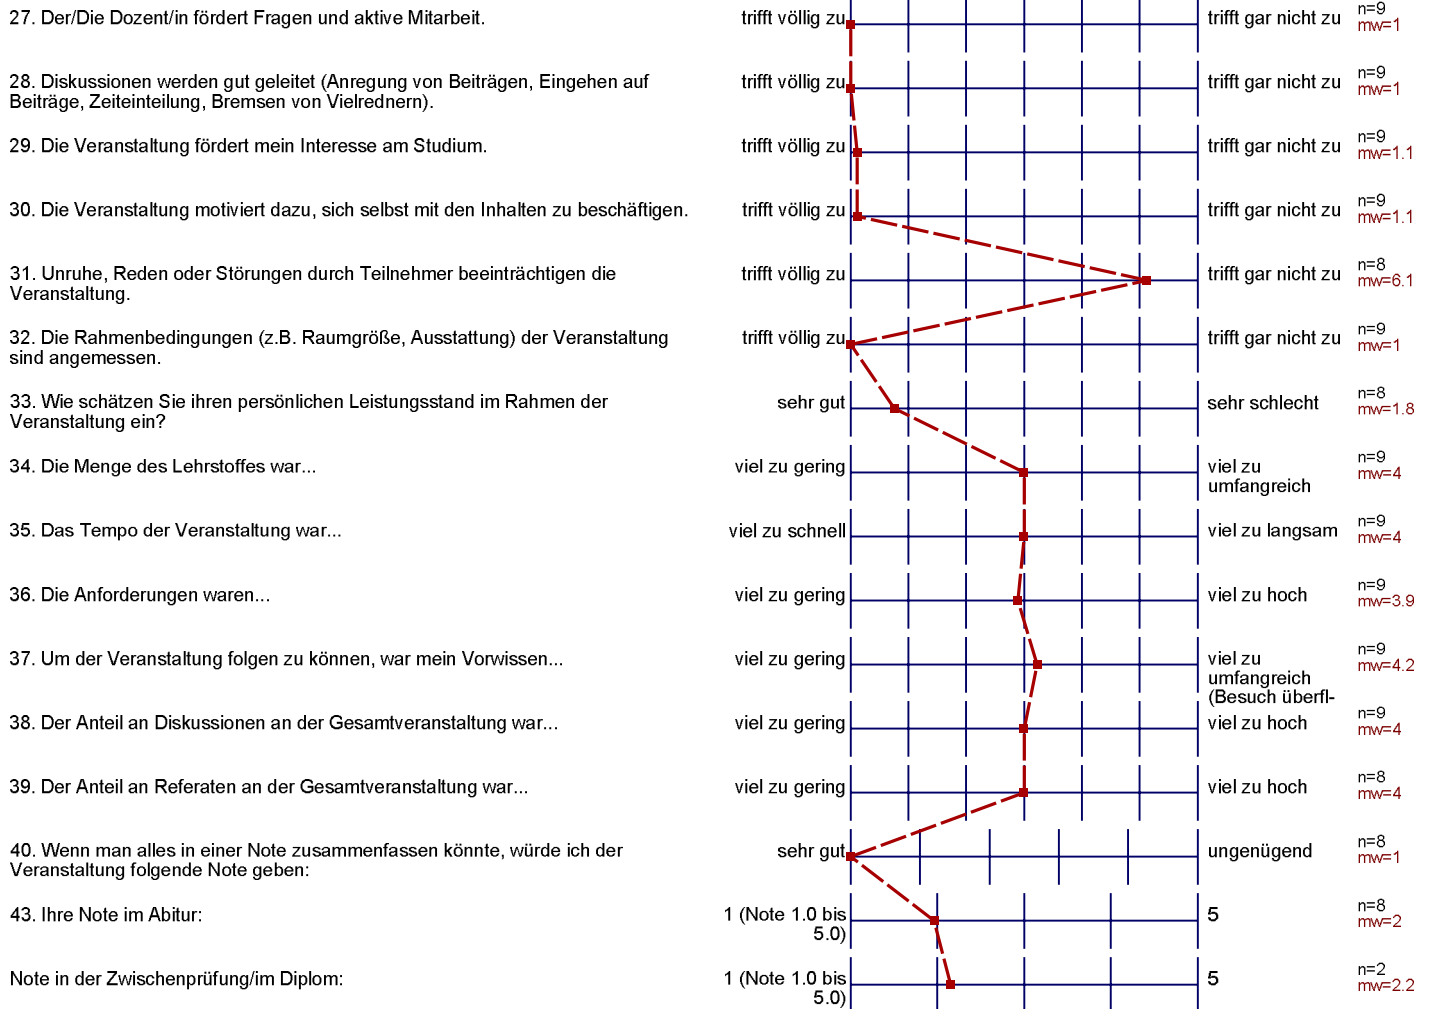 27. Der/Die Dozent/in fördert Fragen und aktive Mitarbeit. trifft völlig zu trifft gar nicht zu n=9
mw=1
28. Diskussionen werden gut geleitet (Anregung von Beiträgen, Eingehen auf
Beiträge, Zeiteinteilung, Bremsen von Vielrednern). trifft völlig zu trifft gar nicht zu n=9
mw=1
29. Die Veranstaltung fördert mein Interesse am Studium. trifft völlig zu trifft gar nicht zu n=9
mw=1.1
30. Die Veranstaltung motiviert dazu, sich selbst mit den Inhalten zu beschäftigen. trifft völlig zu trifft gar nicht zu n=9
mw=1.1
31. Unruhe, Reden oder Störungen durch Teilnehmer beeinträchtigen die
Veranstaltung. trifft völlig zu trifft gar nicht zu n=8
mw=6.1
32. Die Rahmenbedingungen (z.B. Raumgröße, Ausstattung) der Veranstaltung
sind angemessen. trifft völlig zu trifft gar nicht zu n=9
mw=1
33. Wie schätzen Sie ihren persönlichen Leistungsstand im Rahmen der
Veranstaltung ein? sehr gut sehr schlecht n=8
mw=1.8
34. Die Menge des Lehrstoffes war... viel zu gering viel zu
umfangreich n=9
mw=4
35. Das Tempo der Veranstaltung war... viel zu schnell viel zu langsam n=9
mw=4
36. Die Anforderungen waren... viel zu gering viel zu hoch n=9
mw=3.9
37. Um der Veranstaltung folgen zu können, war mein Vorwissen... viel zu gering viel zu
umfangreich
(Besuch überfl- n=9
mw=4.2
38. Der Anteil an Diskussionen an der Gesamtveranstaltung war... viel zu gering viel zu hoch n=9
mw=4
39. Der Anteil an Referaten an der Gesamtveranstaltung war... viel zu gering viel zu hoch n=8
mw=4
40. Wenn man alles in einer Note zusammenfassen könnte, würde ich der
Veranstaltung folgende Note geben: sehr gut ungenügend n=8
mw=1
43. Ihre Note im Abitur: 1 (Note 1.0 bis
5.0) 5 n=8
mw=2
Note in der Zwischenprüfung/im Diplom: 1 (Note 1.0 bis
5.0) 5 n=2
mw=2.2